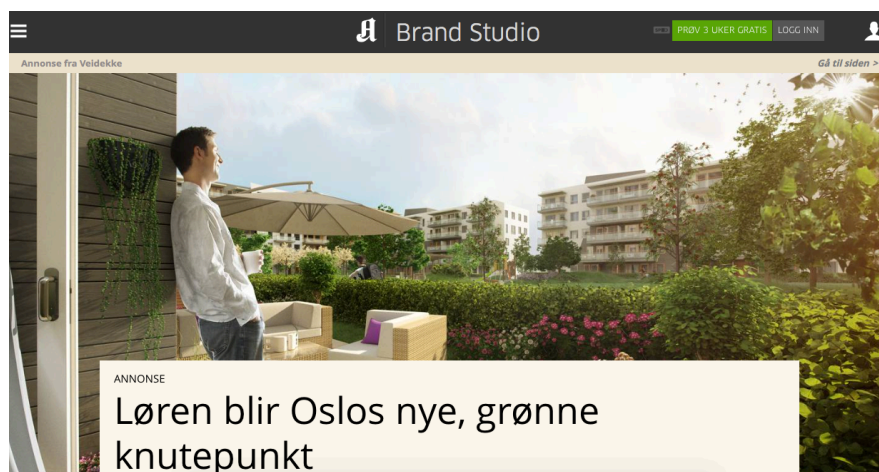 A Brand Studio
PRØV 3 UKER GRATIS LOGG INN
Annonse fra Veidekke
Gå til siden >
ANNONSE
Løren blir Oslos nye, grønne
knutepunkt